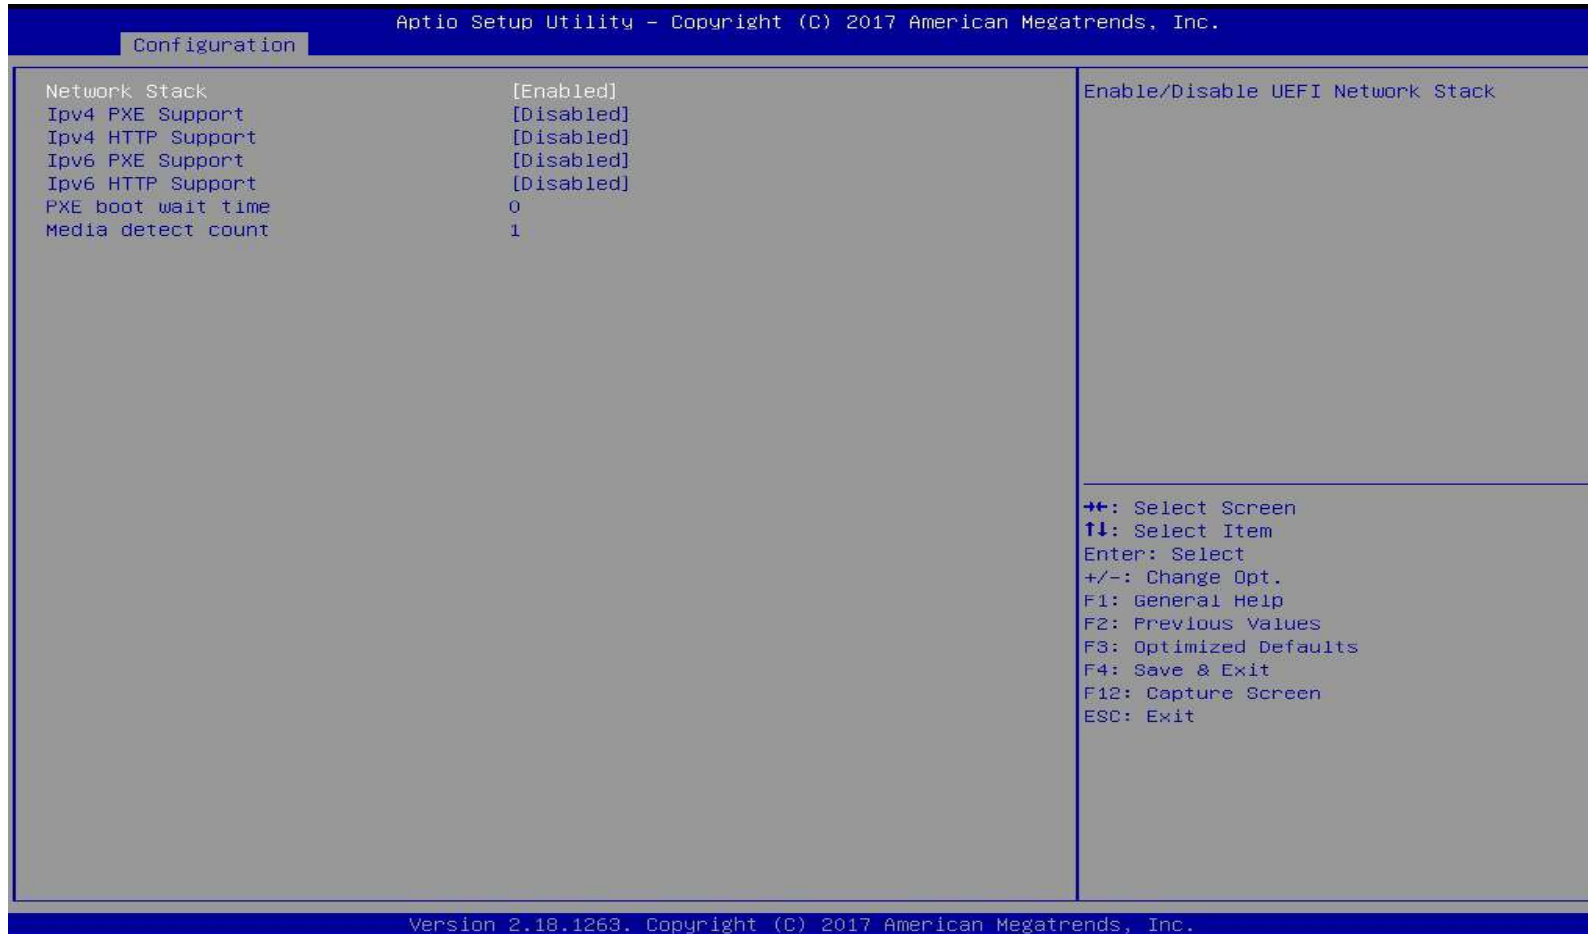 Aptio Setup Utility – Copyright (C) 2017 American Megatrends, Inc.
Configuration
Network Stack [Enabled]
Ipv4 PXE Support [Disabled]
Ipv4 HTTP Support [Disabled]
Ipv6 PXE Support [Disabled]
Ipv6 HTTP Support [Disabled]
PXE boot wait time 0
Media detect count 1
Enable/Disable UEFI Network Stack
→←: Select Screen
↑↓: Select Item
Enter: Select
+/-: Change Opt.
F1: General Help
F2: Previous Values
F3: Optimized Defaults
F4: Save & Exit
F12: Capture Screen
ESC: Exit
Version 2.18.1263. Copyright (C) 2017 American Megatrends, Inc.